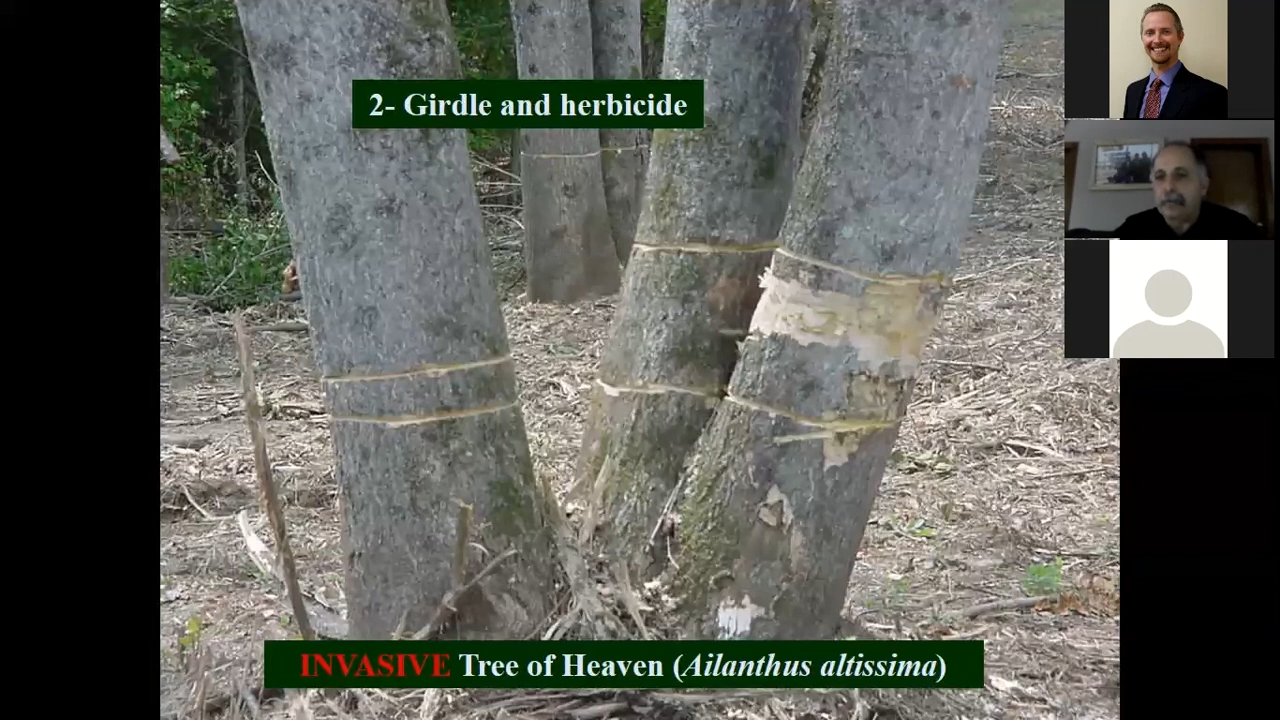 2- Girdle and herbicide
INVASIVE Tree of Heaven (Ailanthus altissima)